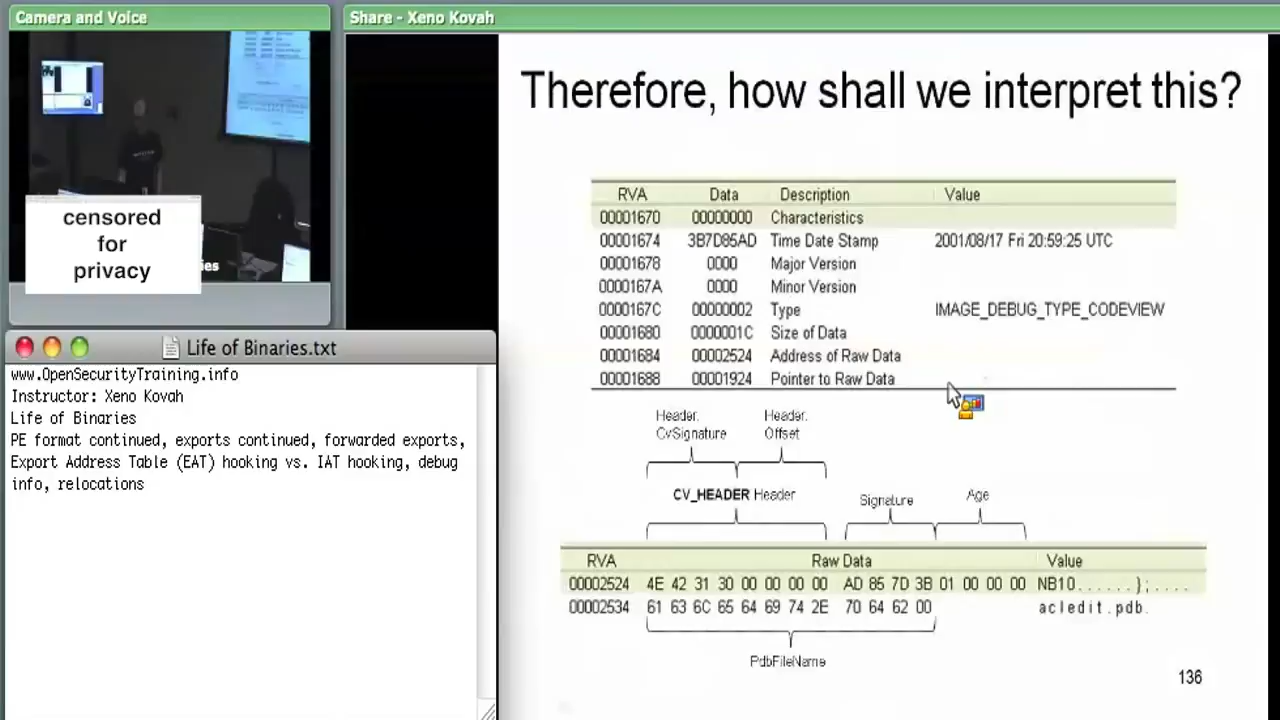 Camera and Voice
censored
for
privacy
ies
Life of Binaries.txt
www.OpenSecurityTraining.info
Instructor: Xeno Kovah
Life of Binaries
PE format continued, exports continued, forwarded exports,
Export Address Table (EAT) hooking vs. IAT hooking, debug
info, relocations
Share - Xeno Kovah
Therefore, how shall we interpret this?
RVA Data Description Value
00001670 00000000 Characteristics
00001674 3B7D85AD Time Date Stamp 2001/08/17 Fri 20:59:25 UTC
00001678 0000 Major Version
0000167A 0000 Minor Version
0000167C 00000002 Type IMAGE_DEBUG_TYPE_CODEVIEW
00001680 0000001C Size of Data
00001684 00002524 Address of Raw Data
00001688 00001924 Pointer to Raw Data
Header. Header.
CvSignature Offset
CV_HEADER Header Signature Age
RVA Raw Data Value
00002524 4E 42 31 30 00 00 00 00 AD 85 7D 3B 01 00 00 00 NB10......};....
00002534 61 63 6C 65 64 69 74 2E 70 64 62 00 acledit.pdb.
PdbFileName
136